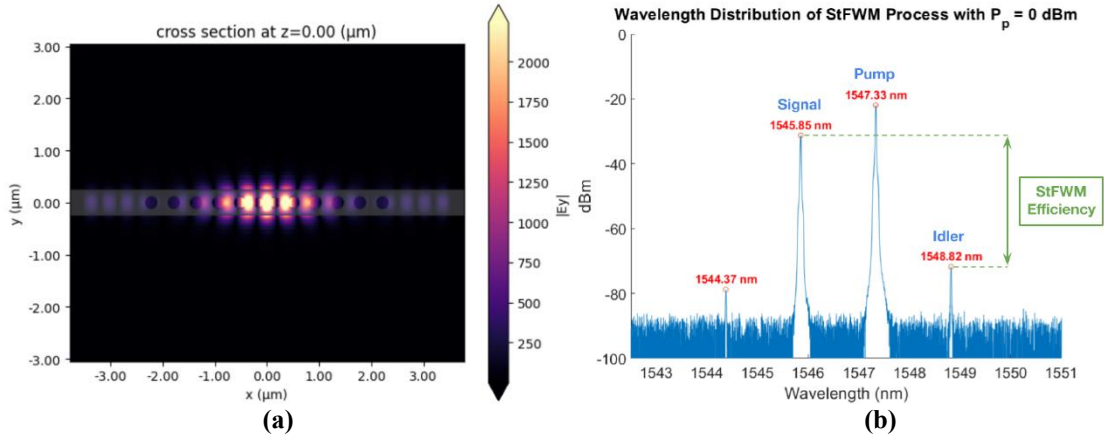 cross section at z=0.00 (μm)
3.00
2.00
1.00
0.00
-1.00
-2.00
-3.00
y (μm)
-3.00 -2.00 -1.00 0.00 1.00 2.00 3.00
x (μm)
2000
1750
1500
1250
1000
750
500
250
|Ey|
(a)
Wavelength Distribution of StFWM Process with P_p = 0 dBm
0
-20
-40
-60
-80
-100
dBm
Pump
1547.33 nm
Signal
1545.85 nm
StFWM
Efficiency
Idler
1548.82 nm
1544.37 nm
1543 1544 1545 1546 1547 1548 1549 1550 1551
Wavelength (nm)
(b)